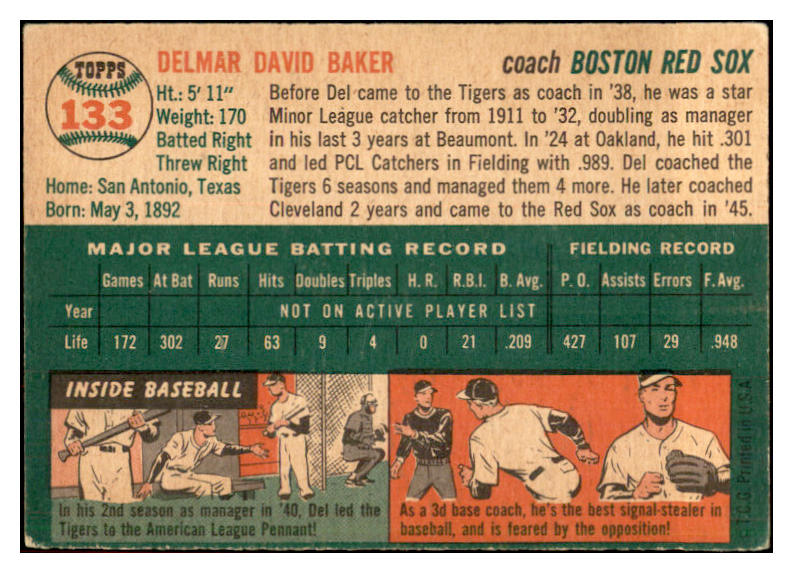 TOPPS
133
DELMAR DAVID BAKER
coach BOSTON RED SOX
Ht.: 5' 11"
Weight: 170
Batted Right
Threw Right
Home: San Antonio, Texas
Born: May 3, 1892
Before Del came to the Tigers as coach in '38, he was a star
Minor League catcher from 1911 to '32, doubling as manager
in his last 3 years at Beaumont. In '24 at Oakland, he hit .301
and led PCL Catchers in Fielding with .989. Del coached the
Tigers 6 seasons and managed them 4 more. He later coached
Cleveland 2 years and came to the Red Sox as coach in '45.
MAJOR LEAGUE BATTING RECORD FIELDING RECORD
Games At Bat Runs Hits Doubles Triples H. R. R.B.I. B. Avg. P. O. Assists Errors F. Avg.
Year NOT ON ACTIVE PLAYER LIST
Life 172 302 27 63 9 4 0 21 .209 427 107 29 .948
INSIDE BASEBALL
In his 2nd season as manager in '40, Del led the
Tigers to the American League Pennant!
As a 3d base coach, he's the best signal-stealer in
baseball, and is feared by the opposition!
T.C.G. Printed in U.S.A.